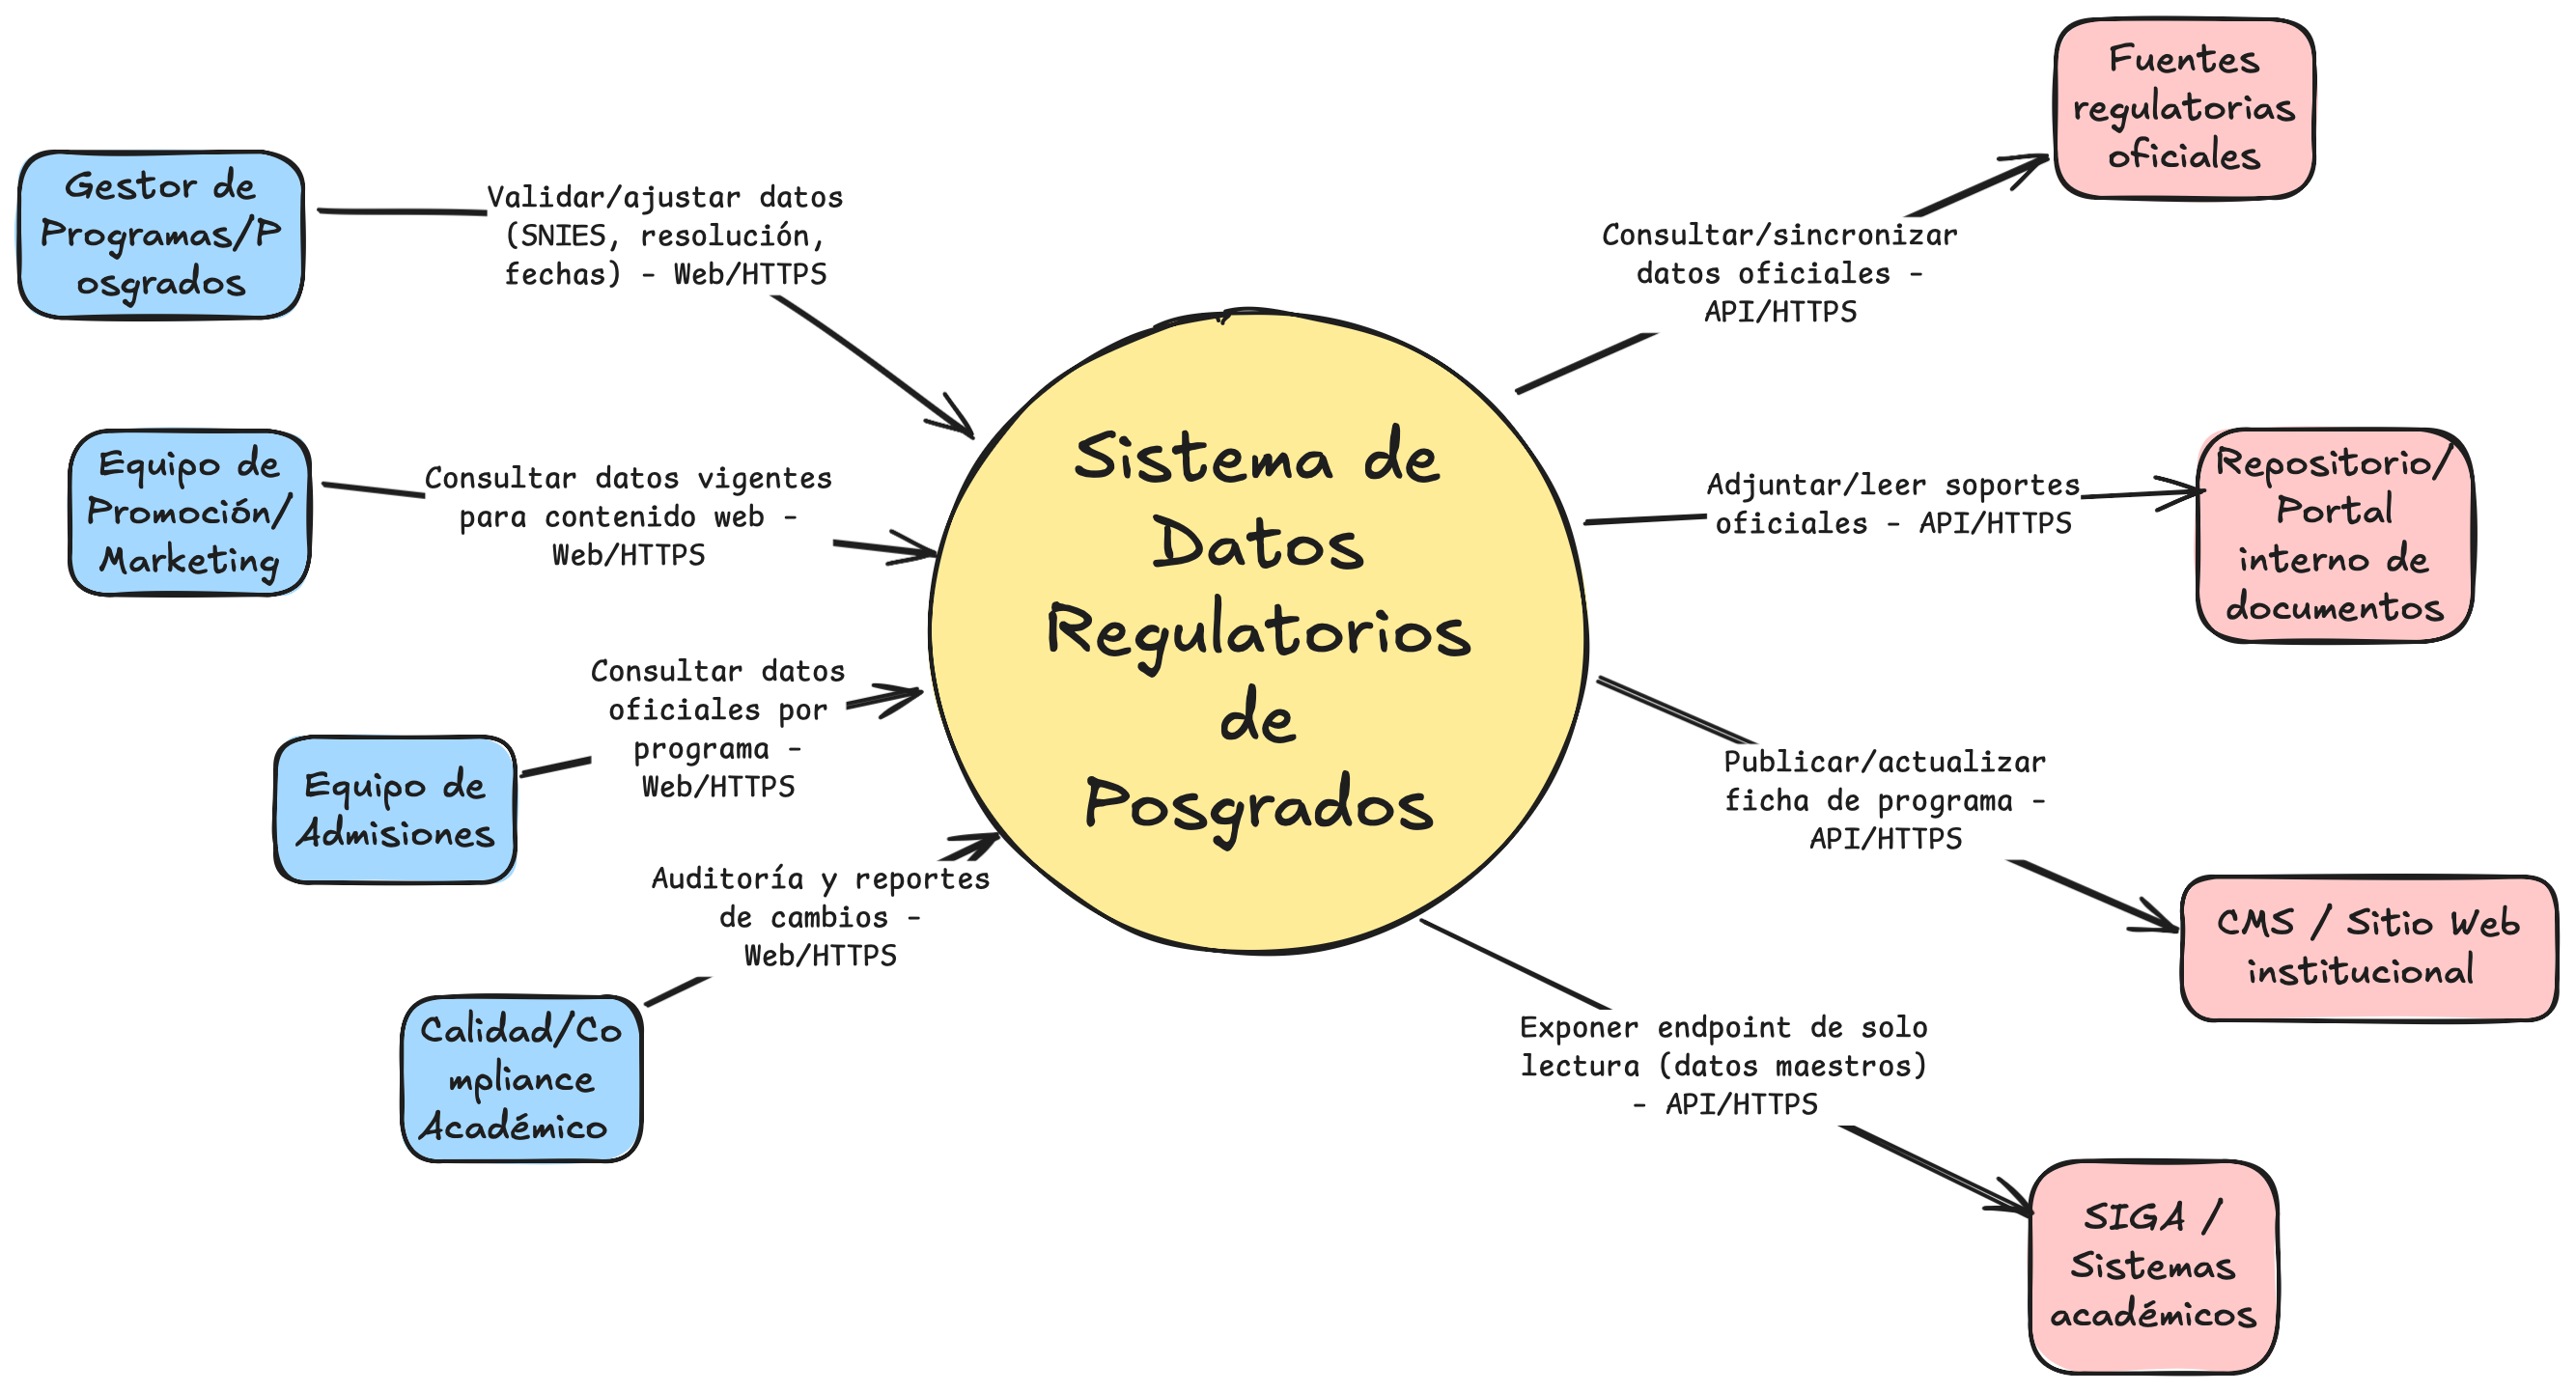 Gestor de
Programas/P
osgrados
Validar/ajustar datos
(SNIES, resolución,
fechas) - Web/HTTPS
Equipo de
Promoción/
Marketing
Consultar datos vigentes
para contenido web -
Web/HTTPS
Equipo de
Admisiones
Consultar datos
oficiales por
programa -
Web/HTTPS
Calidad/Co
mpliance
Académico
Auditoría y reportes
de cambios -
Web/HTTPS
Sistema de
Datos
Regulatorios
de
Posgrados
Consultar/sincronizar
datos oficiales -
API/HTTPS
Fuentes
regulatorias
oficiales
Adjuntar/leer soportes
oficiales - API/HTTPS
Repositorio/
Portal
interno de
documentos
Publicar/actualizar
ficha de programa -
API/HTTPS
CMS / Sitio Web
institucional
Exponer endpoint de solo
lectura (datos maestros)
- API/HTTPS
SIGA /
Sistemas
académicos